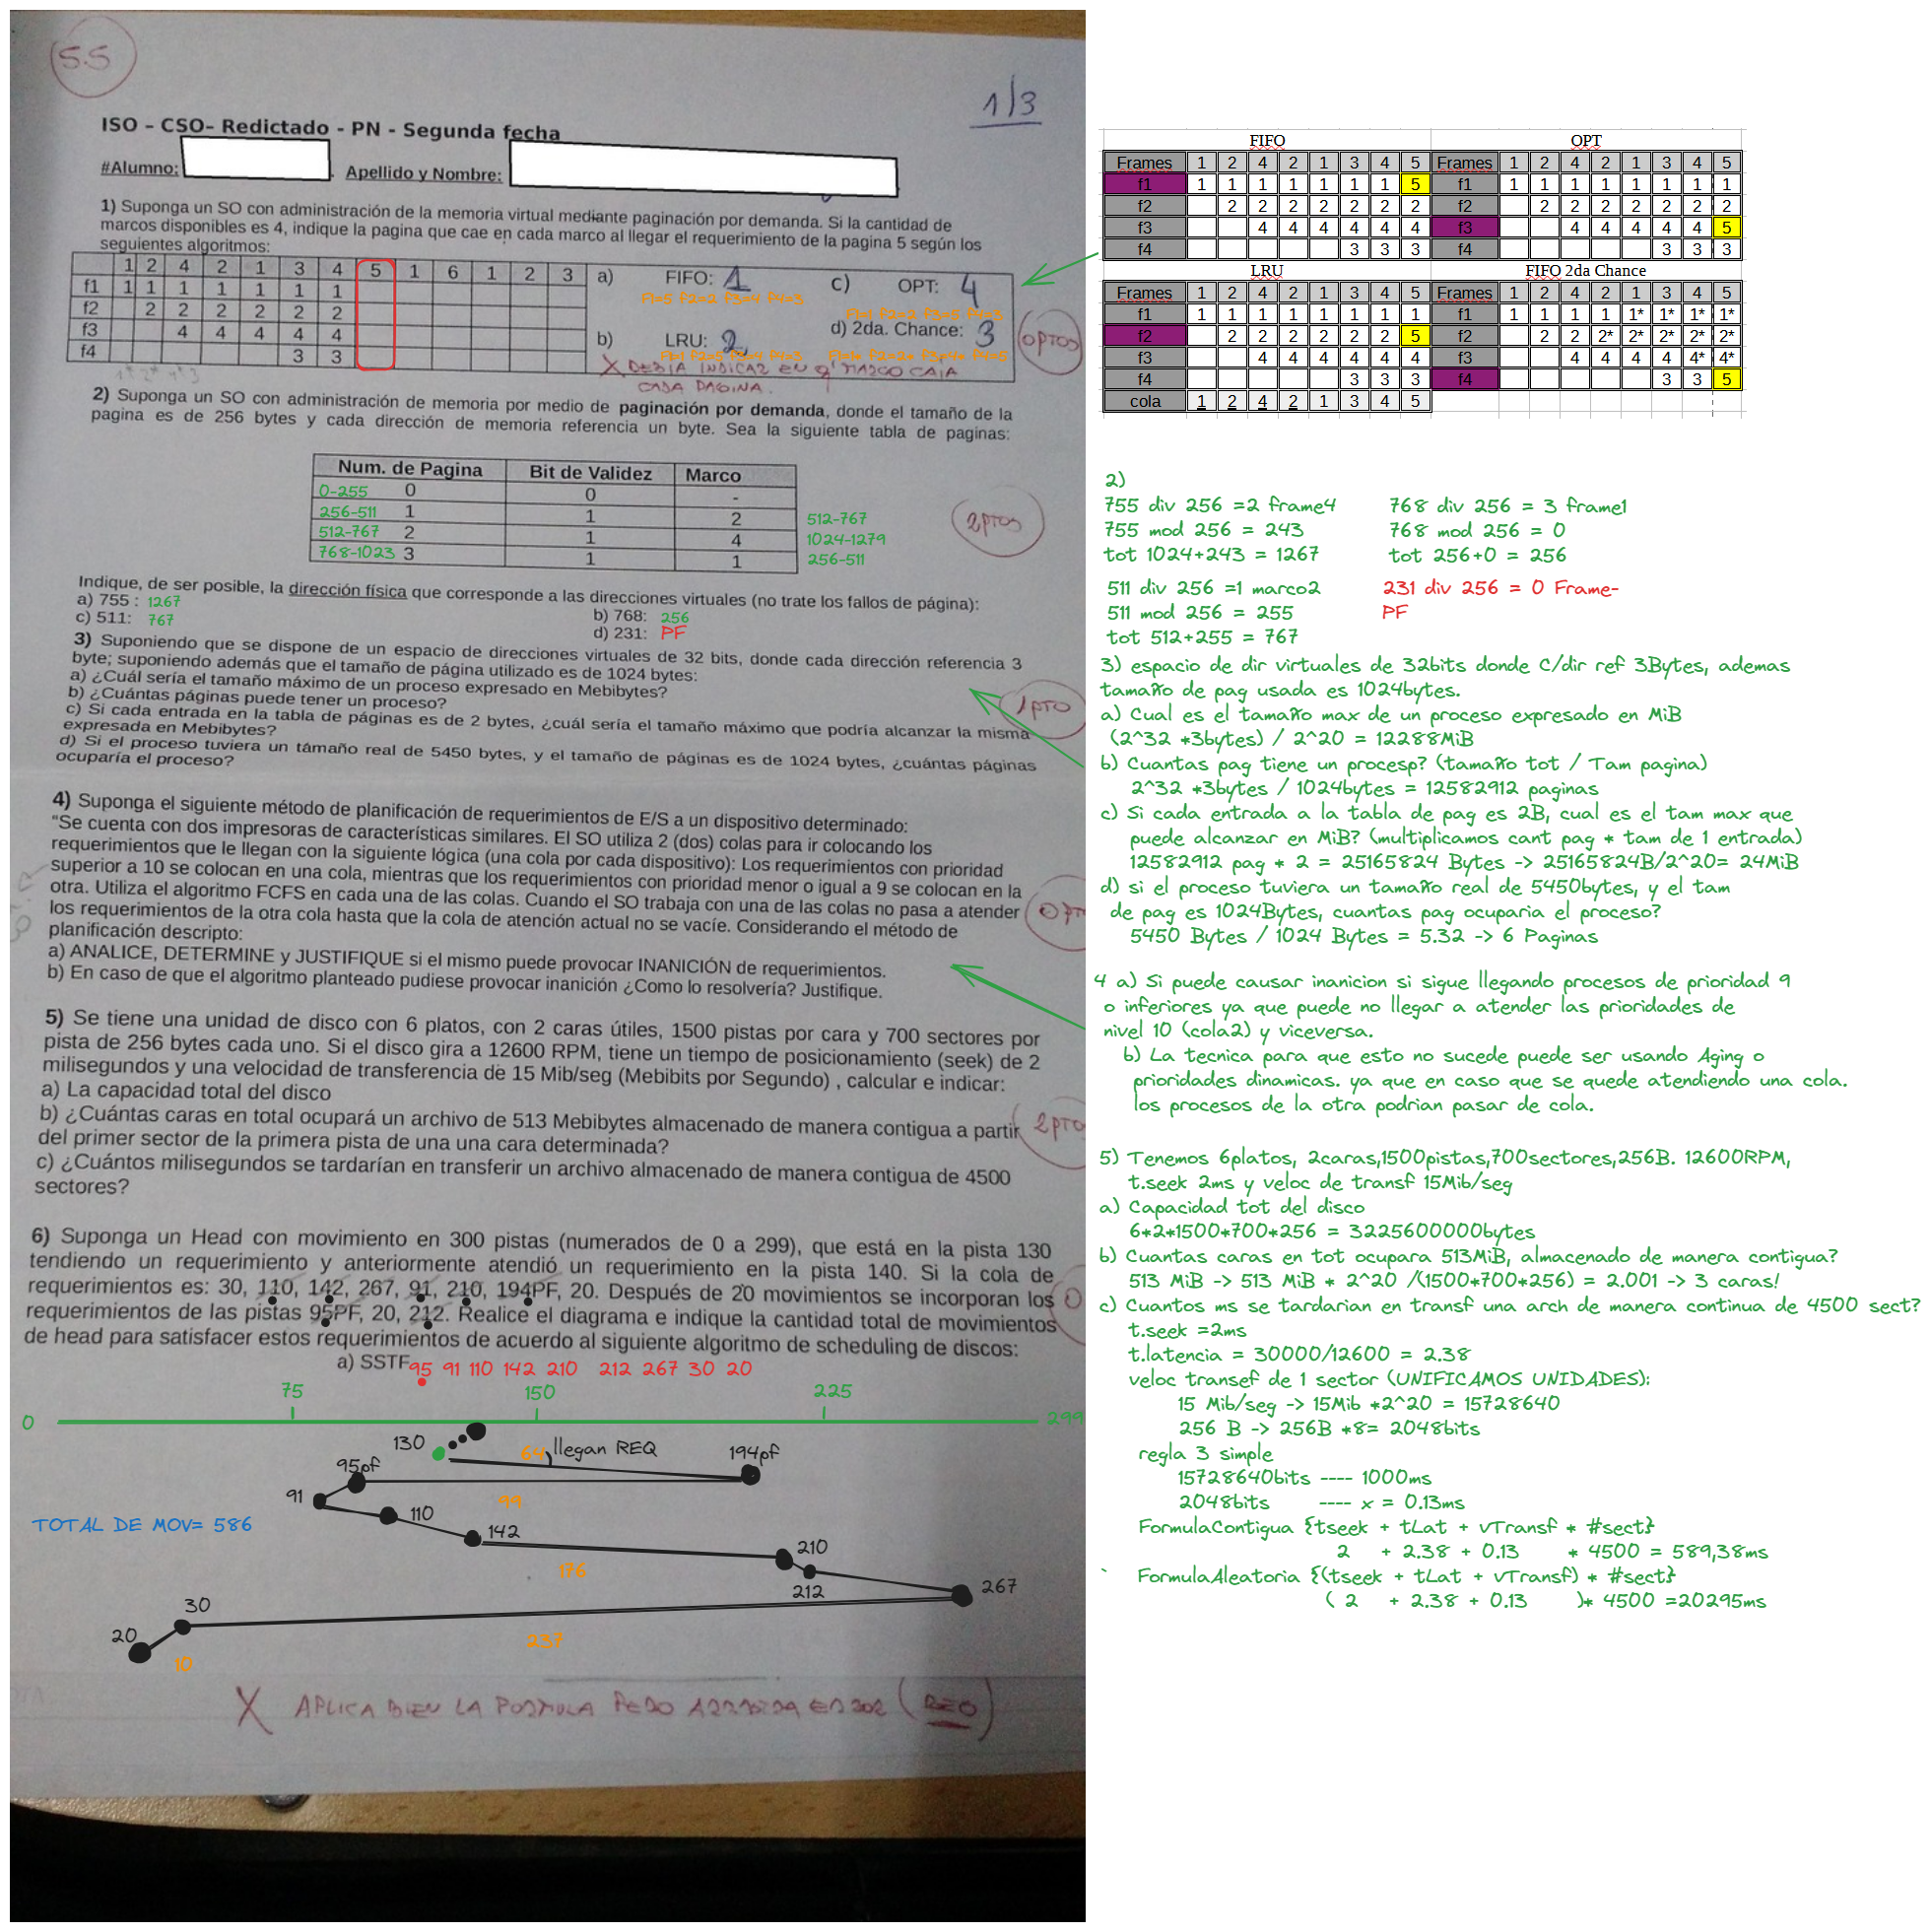 5.5
1/3
ISO – CSO– Redictado - PN - Segunda fecha
#Alumno: Apellido y Nombre:
1) Suponga un SO con administración de la memoria virtual mediante paginación por demanda. Si la cantidad de
marcos disponibles es 4, indique la pagina que cae en cada marco al llegar el requerimiento de la pagina 5 según los
seguientes algoritmos:
1 2 4 2 1 3 4 5 1 6 1 2 3
f1 1 1 1 1 1 1 1
f2 2 2 2 2 2 2
f3 4 4 4 4 4
f4 3 3
a) FIFO: 1
F1=5 F2=2 F3=4 F4=3
c) OPT: 4
F1=1 F2=2 F3=5 F4=3
b) LRU: 2
F1=1 F2=5 F3=4 F4=3
d) 2da. Chance: 3
F1=1* F2=2* F3=4* F4=5
0PTOS
X DEBIA INDICAR EN q' MARCO CAIA
CADA PAGINA.
2) Suponga un SO con administración de memoria por medio de paginación por demanda, donde el tamaño de la
pagina es de 256 bytes y cada dirección de memoria referencia un byte. Sea la siguiente tabla de paginas:
Num. de Pagina Bit de Validez Marco
0-255 0 0 -
256-511 1 1 2 512-767
512-767 2 1 4 1024-1279
768-1023 3 1 1 256-511
2PTOS
Indique, de ser posible, la dirección física que corresponde a las direcciones virtuales (no trate los fallos de página):
a) 755 : 1267
b) 768: 256
c) 511: 767
d) 231: PF
3) Suponiendo que se dispone de un espacio de direcciones virtuales de 32 bits, donde cada dirección referencia 3
byte; suponiendo además que el tamaño de página utilizado es de 1024 bytes:
a) ¿Cuál sería el tamaño máximo de un proceso expresado en Mebibytes?
b) ¿Cuántas páginas puede tener un proceso?
c) Si cada entrada en la tabla de páginas es de 2 bytes, ¿cuál sería el tamaño máximo que podría alcanzar la misma
expresada en Mebibytes?
d) Si el proceso tuviera un támaño real de 5450 bytes, y el tamaño de páginas es de 1024 bytes, ¿cuántas páginas
ocuparía el proceso?
1PTO
4) Suponga el siguiente método de planificación de requerimientos de E/S a un dispositivo determinado:
"Se cuenta con dos impresoras de características similares. El SO utiliza 2 (dos) colas para ir colocando los
requerimientos que le llegan con la siguiente lógica (una cola por cada dispositivo): Los requerimientos con prioridad
superior a 10 se colocan en una cola, mientras que los requerimientos con prioridad menor o igual a 9 se colocan en la
otra. Utiliza el algoritmo FCFS en cada una de las colas. Cuando el SO trabaja con una de las colas no pasa a atender
los requerimientos de la otra cola hasta que la cola de atención actual no se vacíe. Considerando el método de
planificación descripto:
a) ANALICE, DETERMINE y JUSTIFIQUE si el mismo puede provocar INANICIÓN de requerimientos.
b) En caso de que el algoritmo planteado pudiese provocar inanición ¿Como lo resolvería? Justifique.
5) Se tiene una unidad de disco con 6 platos, con 2 caras útiles, 1500 pistas por cara y 700 sectores por
pista de 256 bytes cada uno. Si el disco gira a 12600 RPM, tiene un tiempo de posicionamiento (seek) de 2
milisegundos y una velocidad de transferencia de 15 Mib/seg (Mebibits por Segundo) , calcular e indicar:
a) La capacidad total del disco
b) ¿Cuántas caras en total ocupará un archivo de 513 Mebibytes almacenado de manera contigua a partir
del primer sector de la primera pista de una una cara determinada?
c) ¿Cuántos milisegundos se tardarían en transferir un archivo almacenado de manera contigua de 4500
sectores?
2PTO
6) Suponga un Head con movimiento en 300 pistas (numerados de 0 a 299), que está en la pista 130
tendiendo un requerimiento y anteriormente atendió un requerimiento en la pista 140. Si la cola de
requerimientos es: 30, 110, 142, 267, 91, 210, 194PF, 20. Después de 20 movimientos se incorporan los
requerimientos de las pistas 95PF, 20, 212. Realice el diagrama e indique la cantidad total de movimientos
de head para satisfacer estos requerimientos de acuerdo al siguiente algoritmo de scheduling de discos:
a) SSTF
95 91 110 142 210 212 267 30 20
0 75 150 225 299
130 64 llegan REQ 194pf
95pf
99
91
110
TOTAL DE MOV= 586
142
210
176
212
267
30
237
20
10
X APLICA BIEN LA FORMULA PERO ARRASTRA ERROR (REO)
FIFO OPT
Frames 1 2 4 2 1 3 4 5 Frames 1 2 4 2 1 3 4 5
f1 1 1 1 1 1 1 1 5 f1 1 1 1 1 1 1 1 1
f2 2 2 2 2 2 2 2 f2 2 2 2 2 2 2 2
f3 4 4 4 4 4 4 f3 4 4 4 4 4 5
f4 3 3 3 f4 3 3 3
LRU FIFO 2da Chance
Frames 1 2 4 2 1 3 4 5 Frames 1 2 4 2 1 3 4 5
f1 1 1 1 1 1 1 1 1 f1 1 1 1 1 1* 1* 1* 1*
f2 2 2 2 2 2 2 5 f2 2 2 2* 2* 2* 2* 2*
f3 4 4 4 4 4 4 f3 4 4 4 4 4* 4*
f4 3 3 3 f4 3 3 5
cola 1 2 4 2 1 3 4 5
2)
755 div 256 =2 frame4 768 div 256 = 3 frame1
755 mod 256 = 243 768 mod 256 = 0
tot 1024+243 = 1267 tot 256+0 = 256
511 div 256 =1 marco2 231 div 256 = 0 Frame-
511 mod 256 = 255 PF
tot 512+255 = 767
3) espacio de dir virtuales de 32bits donde C/dir ref 3Bytes, ademas
tamaño de pag usada es 1024bytes.
a) Cual es el tamaño max de un proceso expresado en MiB
(2^32 *3bytes) / 2^20 = 12288MiB
b) Cuantas pag tiene un procesp? (tamaño tot / Tam pagina)
2^32 *3bytes / 1024bytes = 12582912 paginas
c) Si cada entrada a la tabla de pag es 2B, cual es el tam max que
puede alcanzar en MiB? (multiplicamos cant pag * tam de 1 entrada)
12582912 pag * 2 = 25165824 Bytes -> 25165824B/2^20= 24MiB
d) si el proceso tuviera un tamaño real de 5450bytes, y el tam
de pag es 1024Bytes, cuantas pag ocuparia el proceso?
5450 Bytes / 1024 Bytes = 5.32 -> 6 Paginas
4 a) Si puede causar inanicion si sigue llegando procesos de prioridad 9
o inferiores ya que puede no llegar a atender las prioridades de
nivel 10 (cola2) y viceversa.
b) La tecnica para que esto no sucede puede ser usando Aging o
prioridades dinamicas. ya que en caso que se quede atendiendo una cola.
los procesos de la otra podrian pasar de cola.
5) Tenemos 6platos, 2caras,1500pistas,700sectores,256B. 12600RPM,
t.seek 2ms y veloc de transf 15Mib/seg
a) Capacidad tot del disco
6*2*1500*700*256 = 3225600000bytes
b) Cuantas caras en tot ocupara 513MiB, almacenado de manera contigua?
513 MiB -> 513 MiB * 2^20 /(1500*700*256) = 2.001 -> 3 caras!
c) Cuantos ms se tardarian en transf una arch de manera continua de 4500 sect?
t.seek =2ms
t.latencia = 30000/12600 = 2.38
veloc transef de 1 sector (UNIFICAMOS UNIDADES):
15 Mib/seg -> 15Mib *2^20 = 15728640
256 B -> 256B *8= 2048bits
regla 3 simple
15728640bits ---- 1000ms
2048bits ---- x = 0.13ms
FormulaContigua {tseek + tLat + vTransf * #sect}
2 + 2.38 + 0.13 * 4500 = 589,38ms
FormulaAleatoria {(tseek + tLat + vTransf) * #sect}
( 2 + 2.38 + 0.13 )* 4500 =20295ms